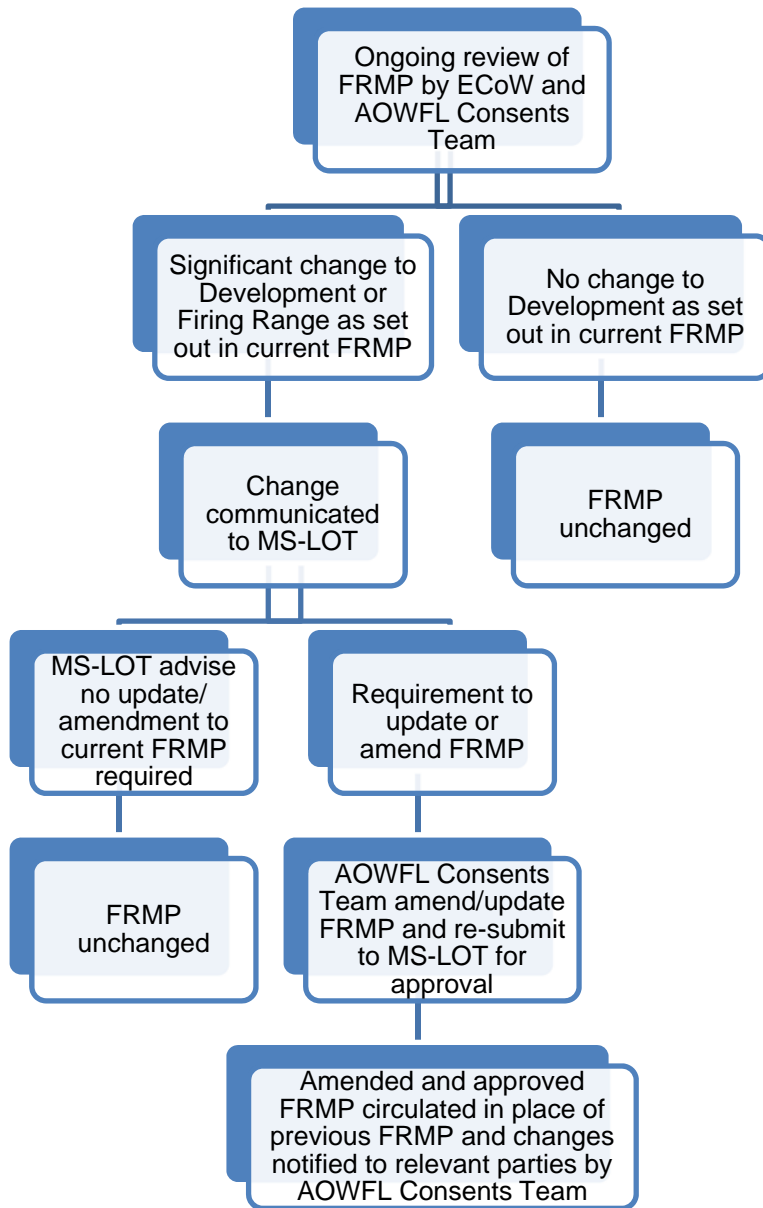 Ongoing review of
FRMP by ECoW and
AOWFL Consents
Team
Significant change to
Development or
Firing Range as set
out in current FRMP
No change to
Development as set
out in current FRMP
Change
communicated
to MS-LOT
FRMP
unchanged
MS-LOT advise
no update/
amendment to
current FRMP
required
Requirement to
update or
amend FRMP
FRMP
unchanged
AOWFL Consents
Team amend/update
FRMP and re-submit
to MS-LOT for
approval
Amended and approved
FRMP circulated in place of
previous FRMP and changes
notified to relevant parties by
AOWFL Consents Team